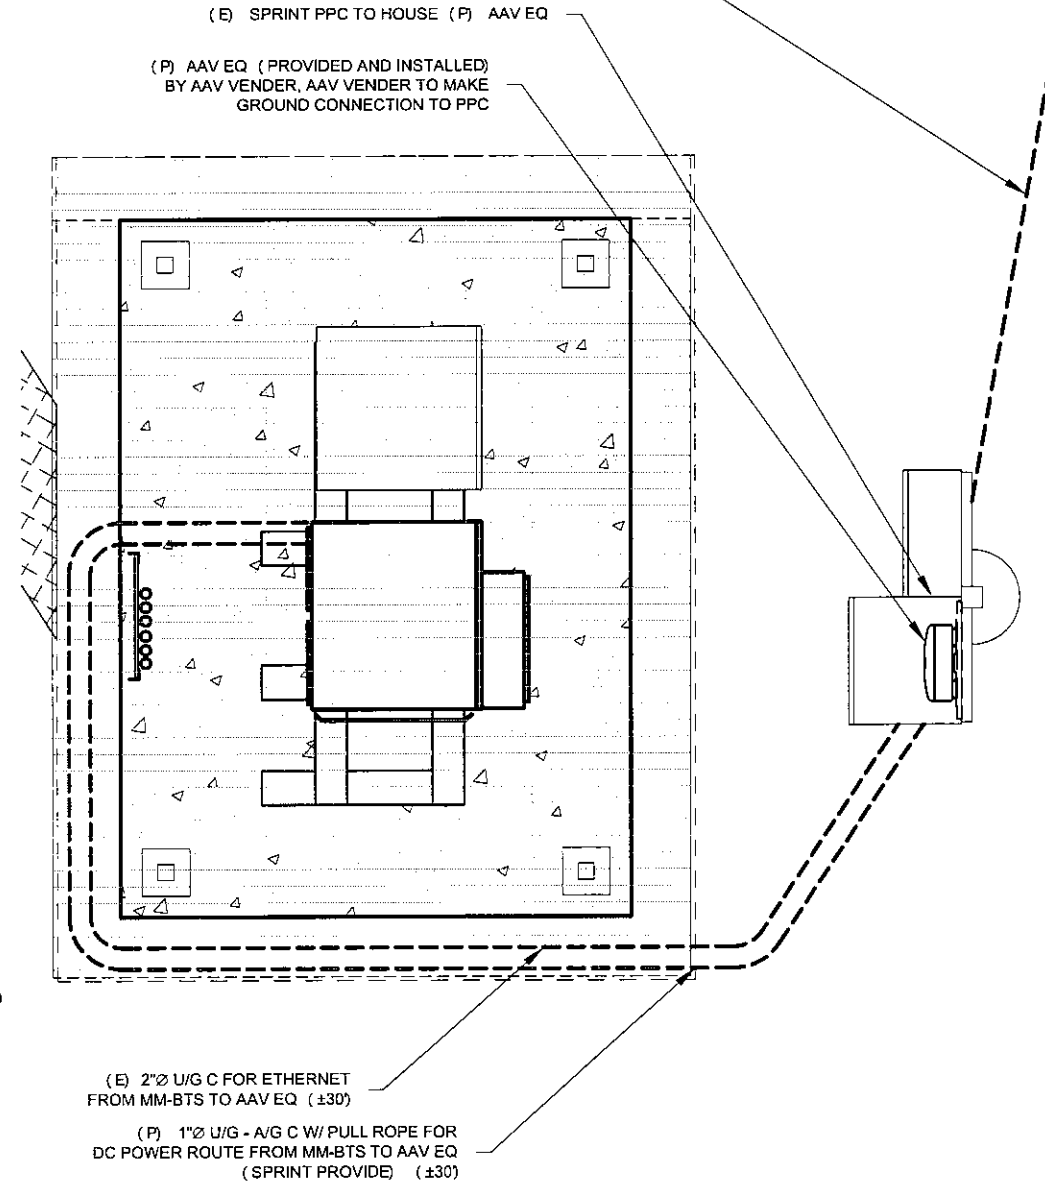 (E) SPRINT PPC TO HOUSE (P) AAV EQ
(P) AAV EQ (PROVIDED AND INSTALLED)
BY AAV VENDER, AAV VENDER TO MAKE
GROUND CONNECTION TO PPC
(E) 2"Ø U/G C FOR ETHERNET
FROM MM-BTS TO AAV EQ (±30')
(P) 1"Ø U/G - A/G C W/ PULL ROPE FOR
DC POWER ROUTE FROM MM-BTS TO AAV EQ
(SPRINT PROVIDE) (±30')